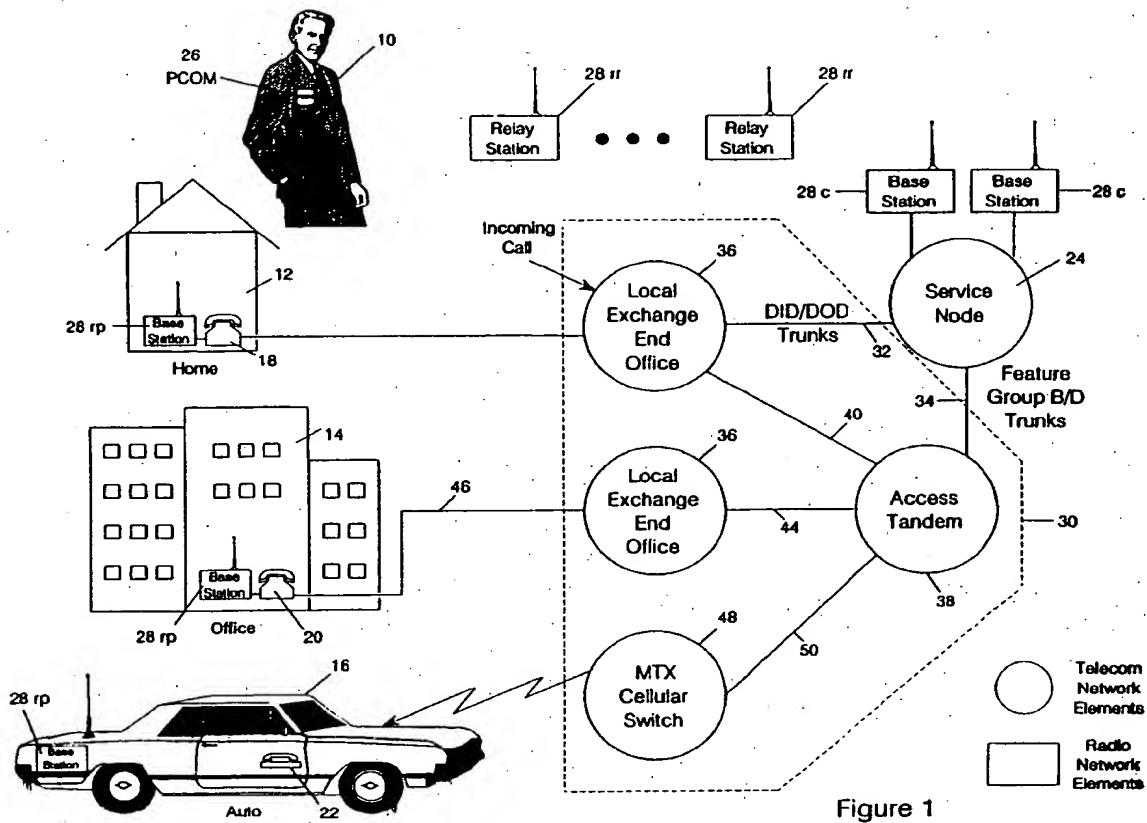 26
PCOM
10
28 rr
28 rr
Relay
Station
Relay
Station
Base
Station
Base
Station
28 c
28 c
Incoming
Call
36
24
Local
Exchange
End
Office
DID/DOD
Trunks
32
Service
Node
12
28 rp
Base
Station
18
Home
34
Feature
Group B/D
Trunks
40
14
36
46
Local
Exchange
End
Office
44
Access
Tandem
30
38
Base
Station
28 rp
20
Office
48
50
MTX
Cellular
Switch
16
28 rp
Base
Station
22
Auto
Telecom
Network
Elements
Radio
Network
Elements
Figure 1